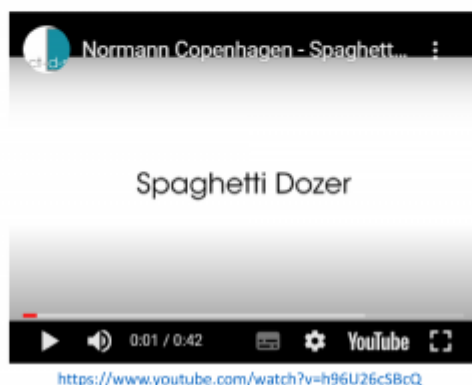 Normann Copenhagen - Spaghett...
Spaghetti Dozer
0:01 / 0:42
YouTube
https://www.youtube.com/watch?v=h96U26cSBcQ